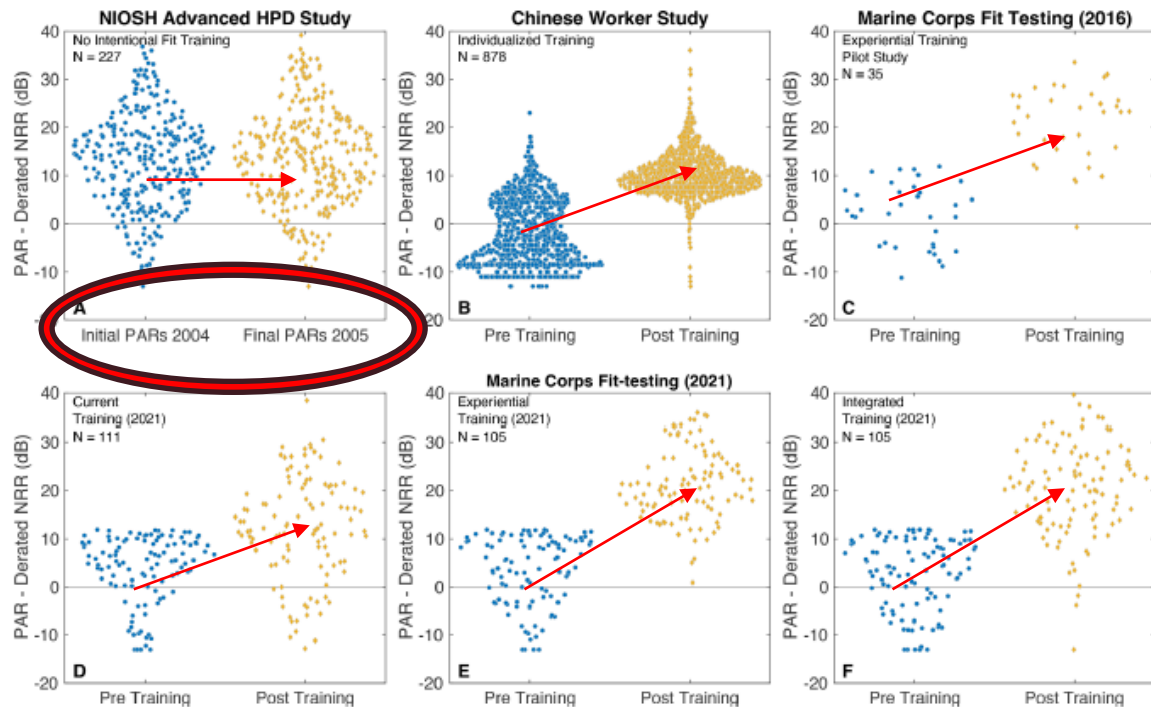 NIOSH Advanced HPD Study
No Intentional Fit Training
N = 227
PAR - Derated NRR (dB)
40
30
20
10
0
-10
A
Initial PARs 2004
Final PARs 2005
Chinese Worker Study
Individualized Training
N = 878
PAR - Derated NRR (dB)
40
30
20
10
0
-10
-20
B
Pre Training
Post Training
Marine Corps Fit Testing (2016)
Experiential Training
Pilot Study
N = 35
PAR - Derated NRR (dB)
40
30
20
10
0
-10
-20
C
Pre Training
Post Training
Marine Corps Fit-testing (2021)
Current
Training (2021)
N = 111
PAR - Derated NRR (dB)
40
30
20
10
0
-10
-20
D
Pre Training
Post Training
Experiential
Training (2021)
N = 105
PAR - Derated NRR (dB)
40
30
20
10
0
-10
-20
E
Pre Training
Post Training
Integrated
Training (2021)
N = 105
PAR - Derated NRR (dB)
40
30
20
10
0
-10
-20
F
Pre Training
Post Training